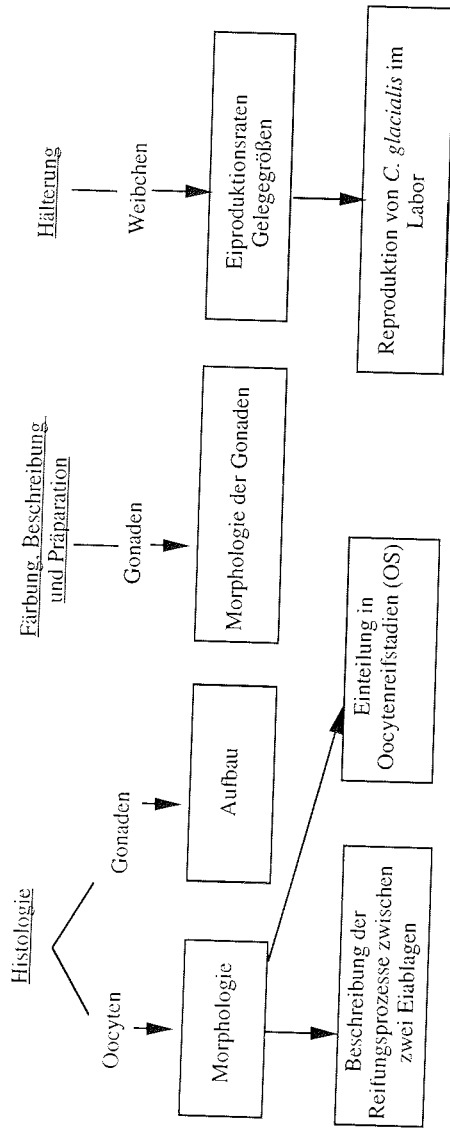 Histologie
Oocyten
Gonaden
Morphologie
Aufbau
Beschreibung der
Reifungsprozesse zwischen
zwei Eiablagen
Einteilung in
Oocytenreifstadien (OS)
Färbung, Beschreibung
und Präparation
Gonaden
Morphologie der Gonaden
Hälterung
Weibchen
Eiproduktionsraten
Gelegegrößen
Reproduktion von C. glacialis im
Labor